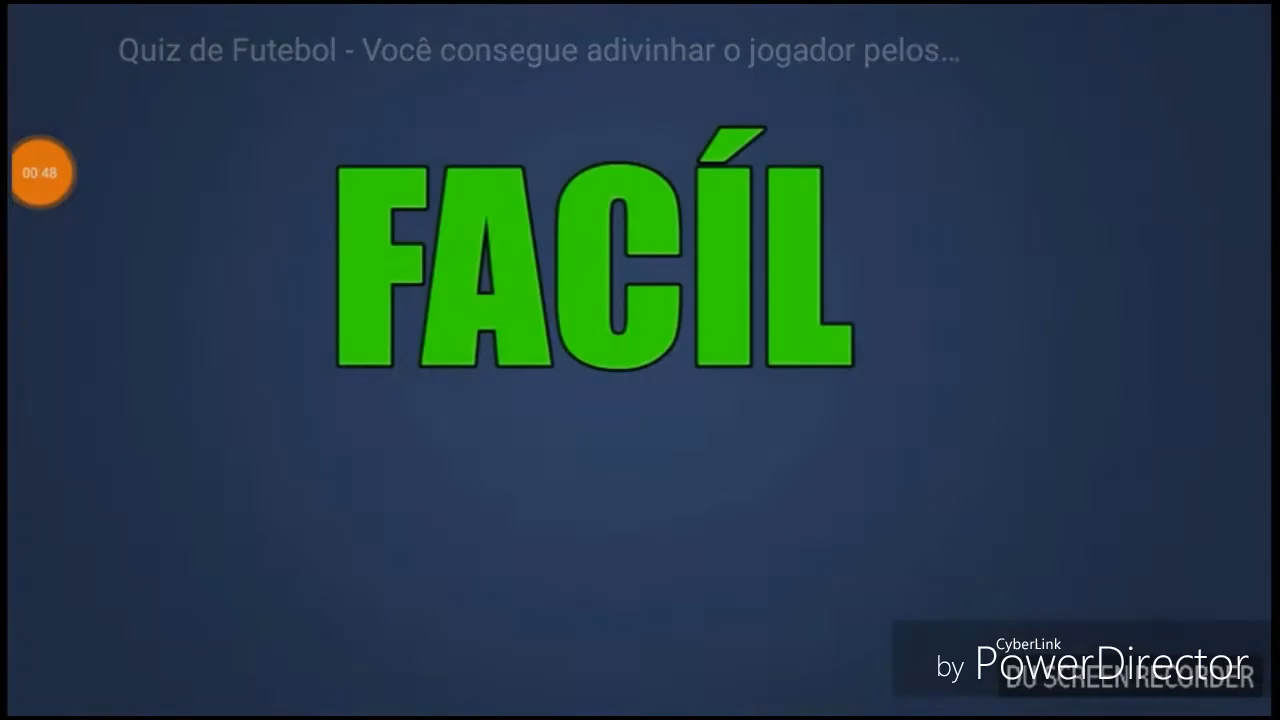 Quiz de Futebol - Você consegue adivinhar o jogador pelos...
00 48
FACÍL
CyberLink
by PowerDirector
DU SCREEN RECORDER